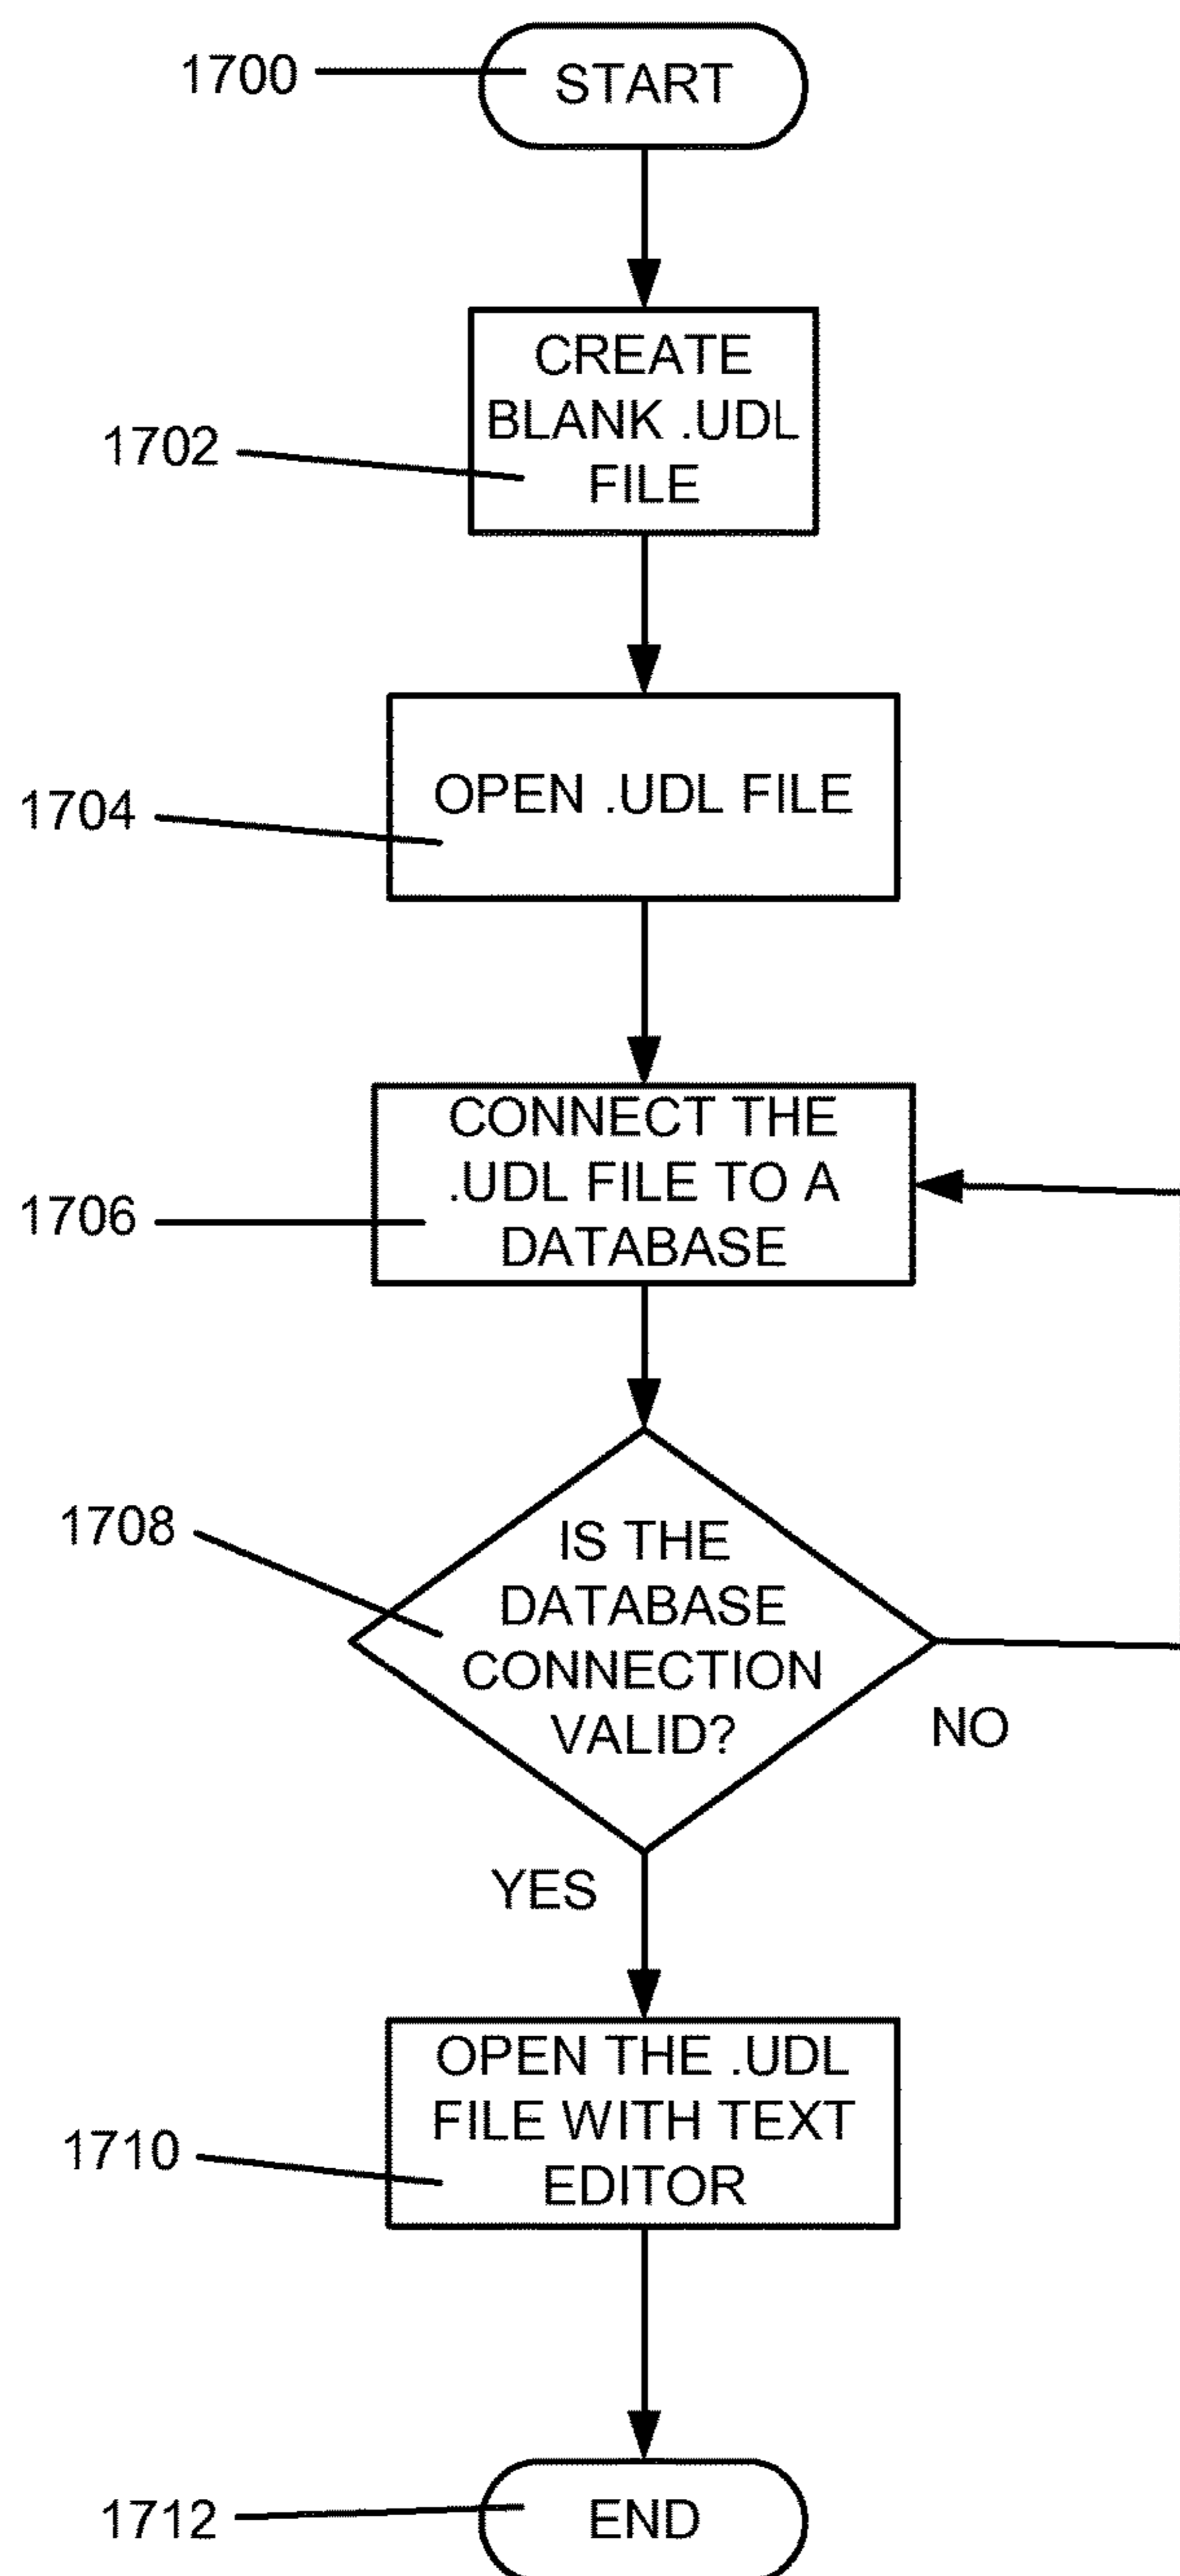 1700
START
1702
CREATE
BLANK .UDL
FILE
1704
OPEN .UDL FILE
1706
CONNECT THE
.UDL FILE TO A
DATABASE
1708
IS THE
DATABASE
CONNECTION
VALID?
NO
YES
1710
OPEN THE .UDL
FILE WITH TEXT
EDITOR
1712
END